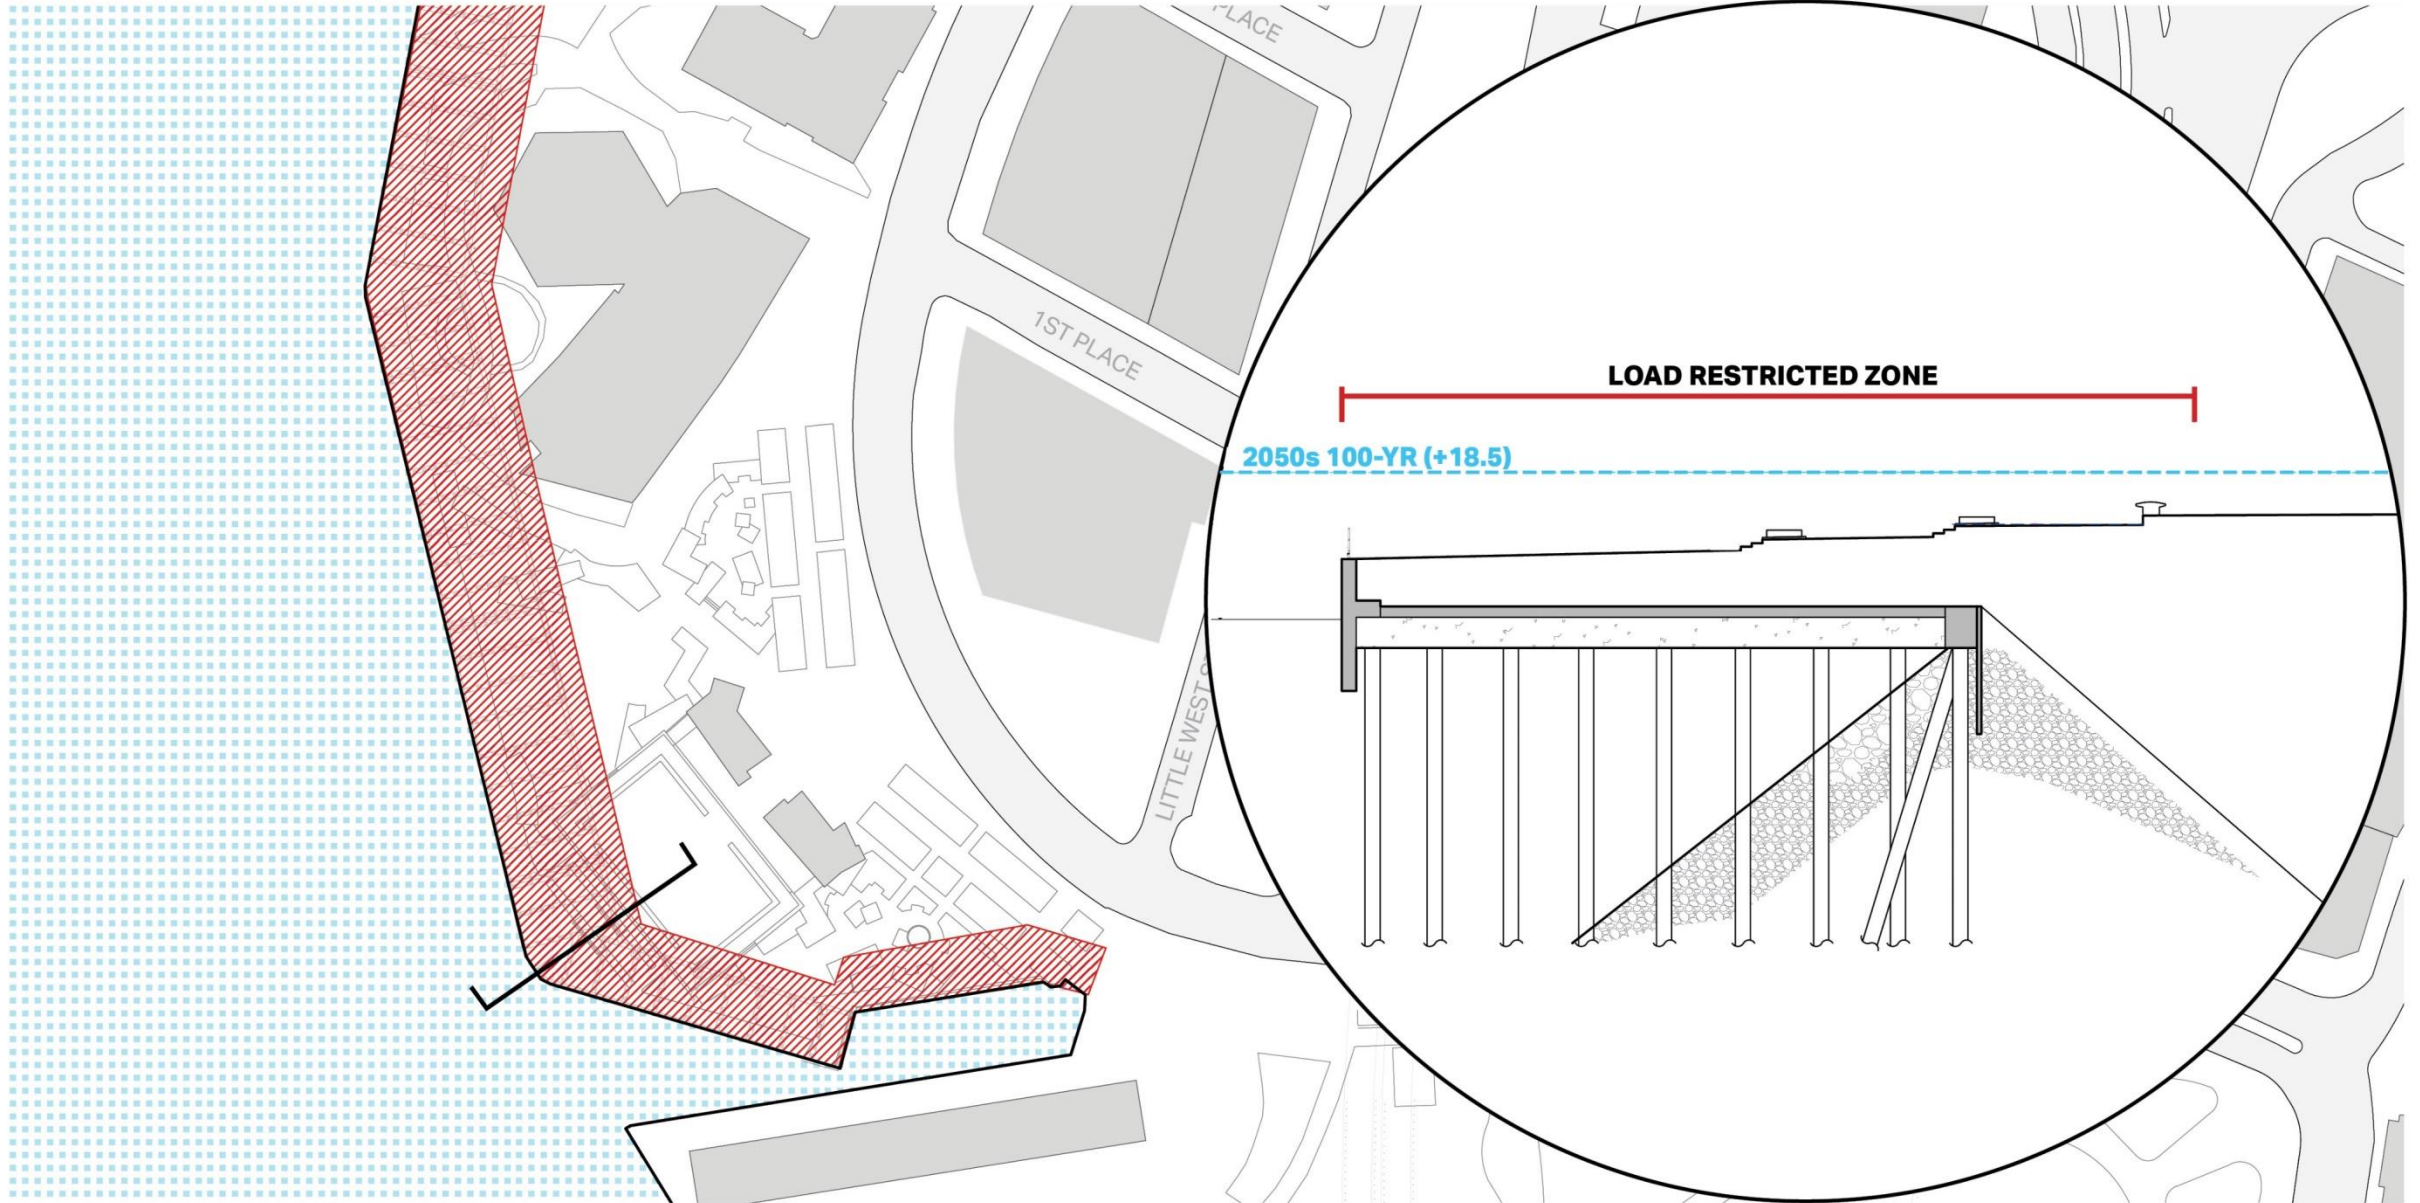 PLACE
1ST PLACE
LITTLE WEST
LOAD RESTRICTED ZONE
2050s 100-YR (+18.5)